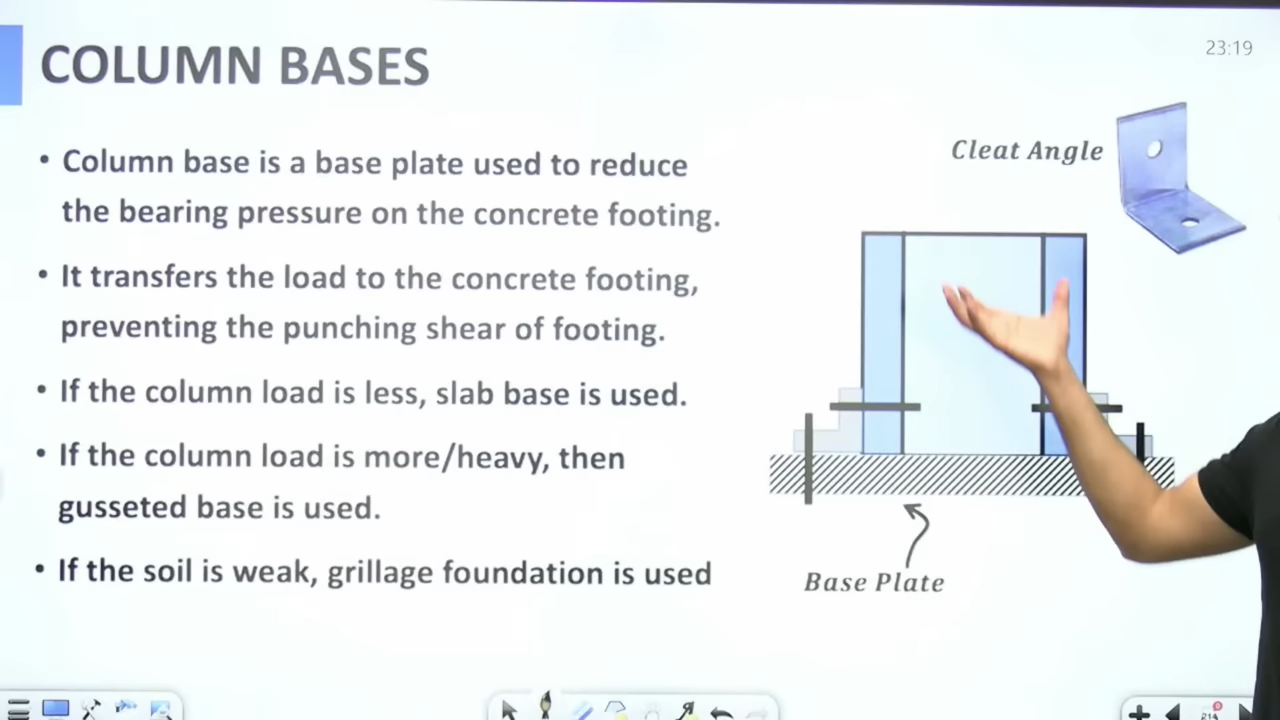 COLUMN BASES
23:19
• Column base is a base plate used to reduce
the bearing pressure on the concrete footing.
• It transfers the load to the concrete footing,
preventing the punching shear of footing.
• If the column load is less, slab base is used.
• If the column load is more/heavy, then
gusseted base is used.
• If the soil is weak, grillage foundation is used
Cleat Angle
Base Plate